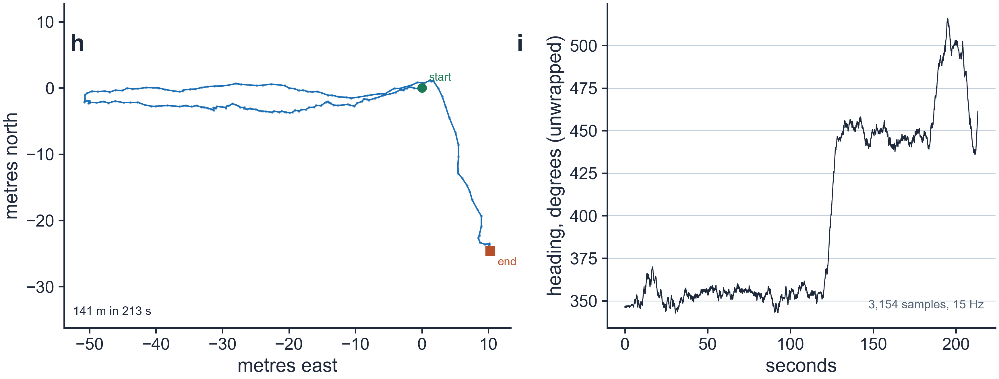 h
10
0
−10
−20
−30
metres north
start
end
141 m in 213 s
−50
−40
−30
−20
−10
0
10
metres east
i
500
475
450
425
400
375
350
heading, degrees (unwrapped)
3,154 samples, 15 Hz
0
50
100
150
200
seconds